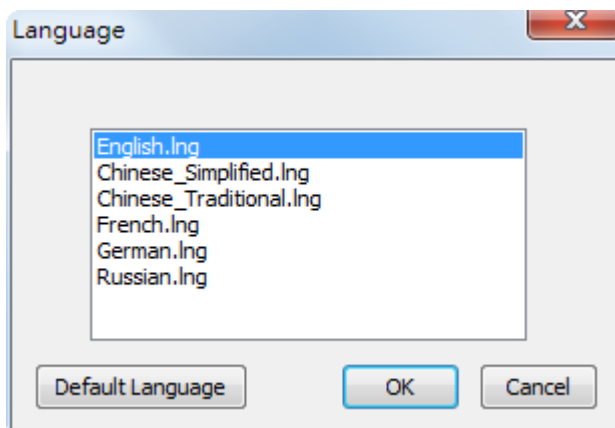 Language
English.lng
Chinese_Simplified.lng
Chinese_Traditional.lng
French.lng
German.lng
Russian.lng
Default Language OK Cancel